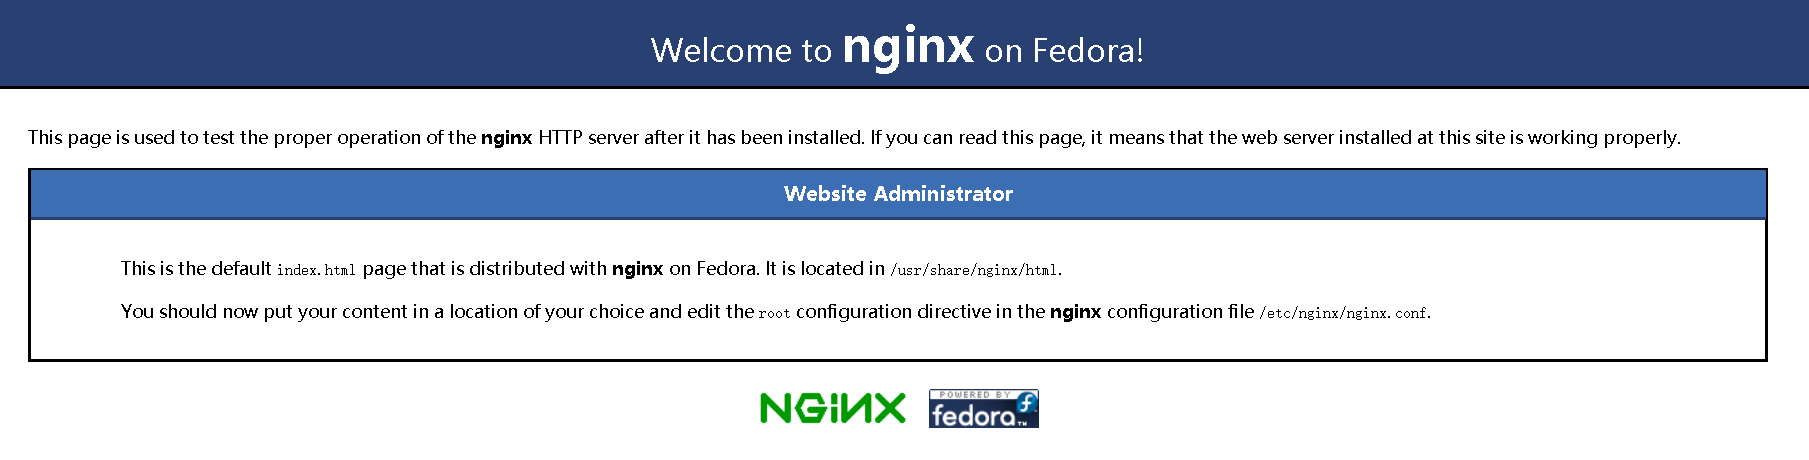 Welcome to nginx on Fedora!
This page is used to test the proper operation of the nginx HTTP server after it has been installed. If you can read this page, it means that the web server installed at this site is working properly.
Website Administrator
This is the default index.html page that is distributed with nginx on Fedora. It is located in /usr/share/nginx/html.
You should now put your content in a location of your choice and edit the root configuration directive in the nginx configuration file /etc/nginx/nginx.conf.
NGINX
POWERED BY
fedora™